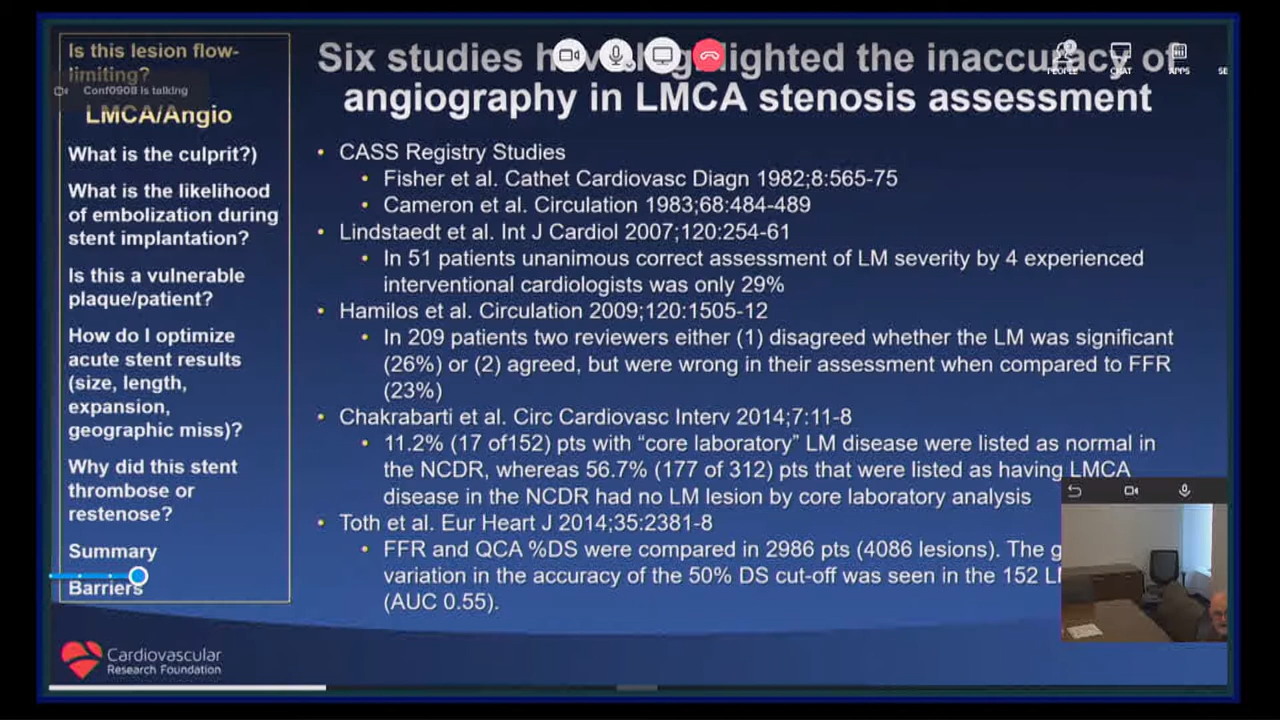 Is this lesion flow-
limiting?
Conf0908 is talking
LMCA/Angio
What is the culprit?)
What is the likelihood
of embolization during
stent implantation?
Is this a vulnerable
plaque/patient?
How do I optimize
acute stent results
(size, length,
expansion,
geographic miss)?
Why did this stent
thrombose or
restenose?
Summary
Barriers
Six studies have highlighted the inaccuracy of
angiography in LMCA stenosis assessment
PEOPLE CHAT APPS SE
• CASS Registry Studies
• Fisher et al. Cathet Cardiovasc Diagn 1982;8:565-75
• Cameron et al. Circulation 1983;68:484-489
• Lindstaedt et al. Int J Cardiol 2007;120:254-61
• In 51 patients unanimous correct assessment of LM severity by 4 experienced
interventional cardiologists was only 29%
• Hamilos et al. Circulation 2009;120:1505-12
• In 209 patients two reviewers either (1) disagreed whether the LM was significant
(26%) or (2) agreed, but were wrong in their assessment when compared to FFR
(23%)
• Chakrabarti et al. Circ Cardiovasc Interv 2014;7:11-8
• 11.2% (17 of152) pts with “core laboratory” LM disease were listed as normal in
the NCDR, whereas 56.7% (177 of 312) pts that were listed as having LMCA
disease in the NCDR had no LM lesion by core laboratory analysis
• Toth et al. Eur Heart J 2014;35:2381-8
• FFR and QCA %DS were compared in 2986 pts (4086 lesions). The g
variation in the accuracy of the 50% DS cut-off was seen in the 152
(AUC 0.55).
Cardiovascular
Research Foundation